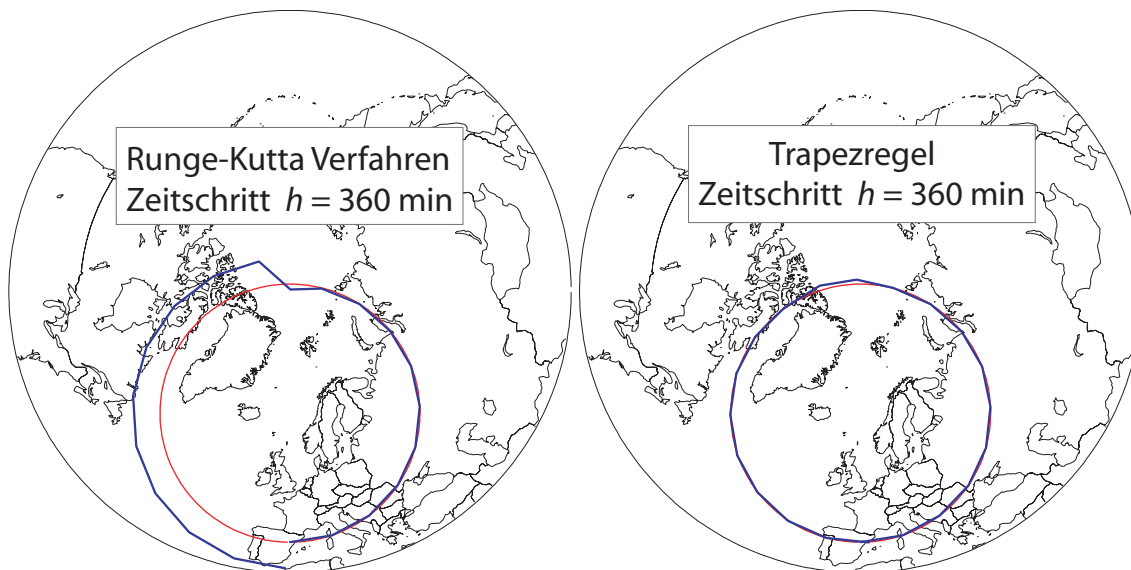 Runge-Kutta Verfahren
Zeitschritt h = 360 min
Trapezregel
Zeitschritt h = 360 min